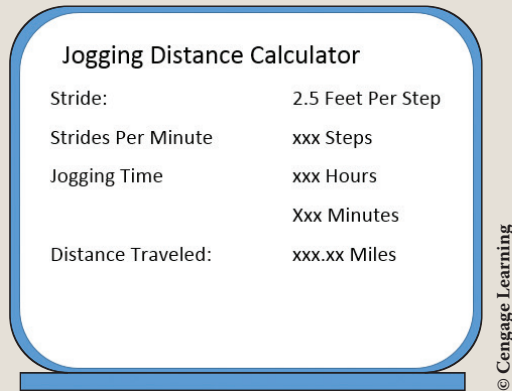 Jogging Distance Calculator
Stride: 2.5 Feet Per Step
Strides Per Minute xxx Steps
Jogging Time xxx Hours
Xxx Minutes
Distance Traveled: xxx.xx Miles
© Cengage Learning